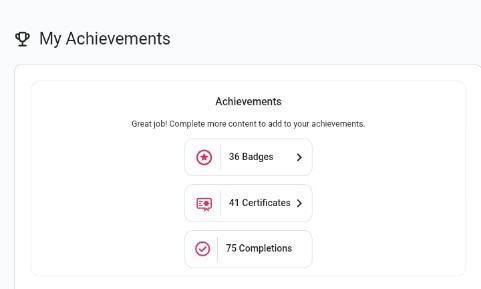 My Achievements
Achievements
Great job! Complete more content to add to your achievements.
36 Badges
41 Certificates
75 Completions